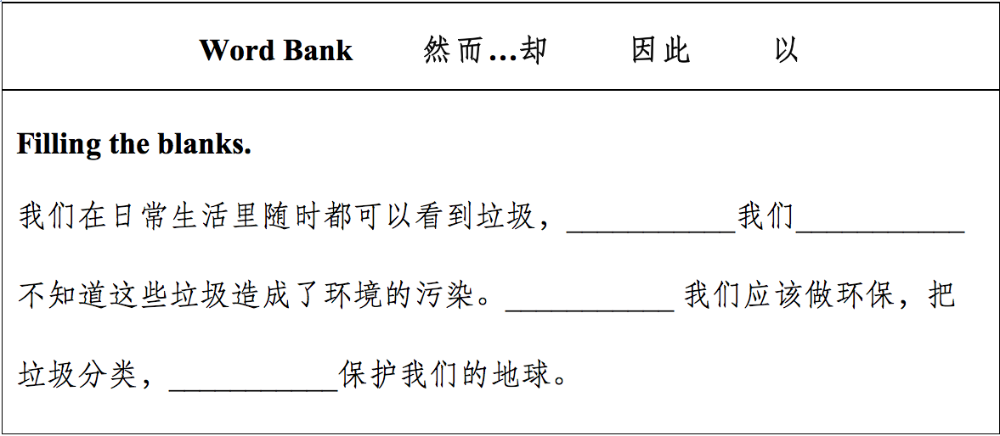 Word Bank 然而…却 因此 以
Filling the blanks.
我们在日常生活里随时都可以看到垃圾，___________我们___________
不知道这些垃圾造成了环境的污染。___________ 我们应该做环保，把
垃圾分类，___________保护我们的地球。